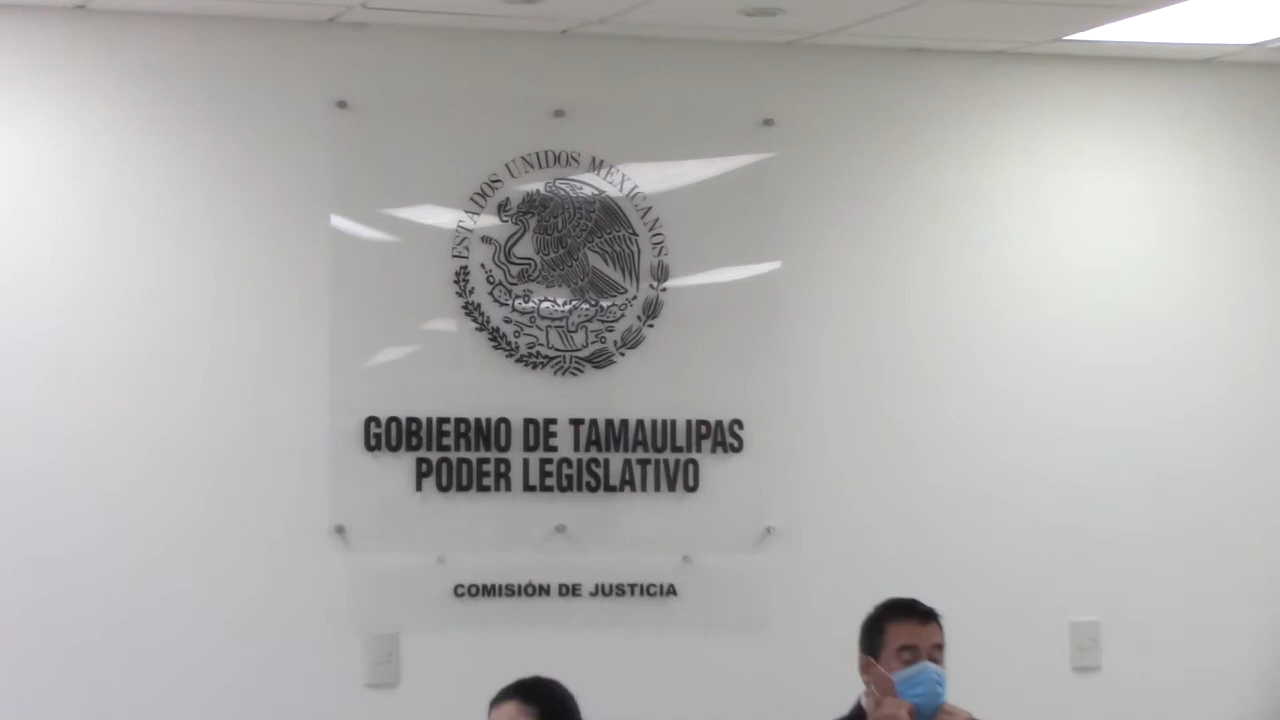 ESTADOS UNIDOS MEXICANOS
GOBIERNO DE TAMAULIPAS
PODER LEGISLATIVO
COMISIÓN DE JUSTICIA